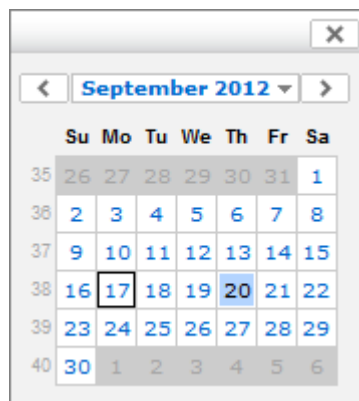 September 2012
Su Mo Tu We Th Fr Sa
35 26 27 28 29 30 31 1
36 2 3 4 5 6 7 8
37 9 10 11 12 13 14 15
38 16 17 18 19 20 21 22
39 23 24 25 26 27 28 29
40 30 1 2 3 4 5 6